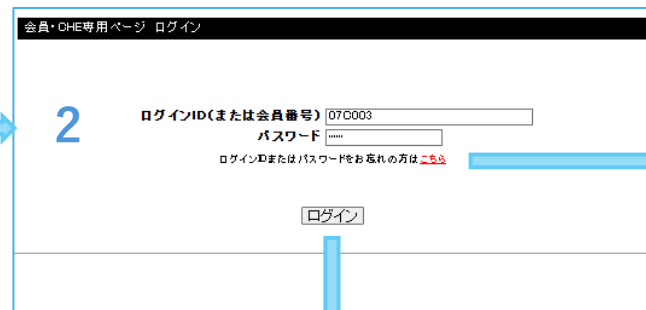 会員・CHE専用ページ ログイン
2
ログインID(または会員番号) 07C003
パスワード ······
ログインIDまたはパスワードをお忘れの方はこちら
ログイン